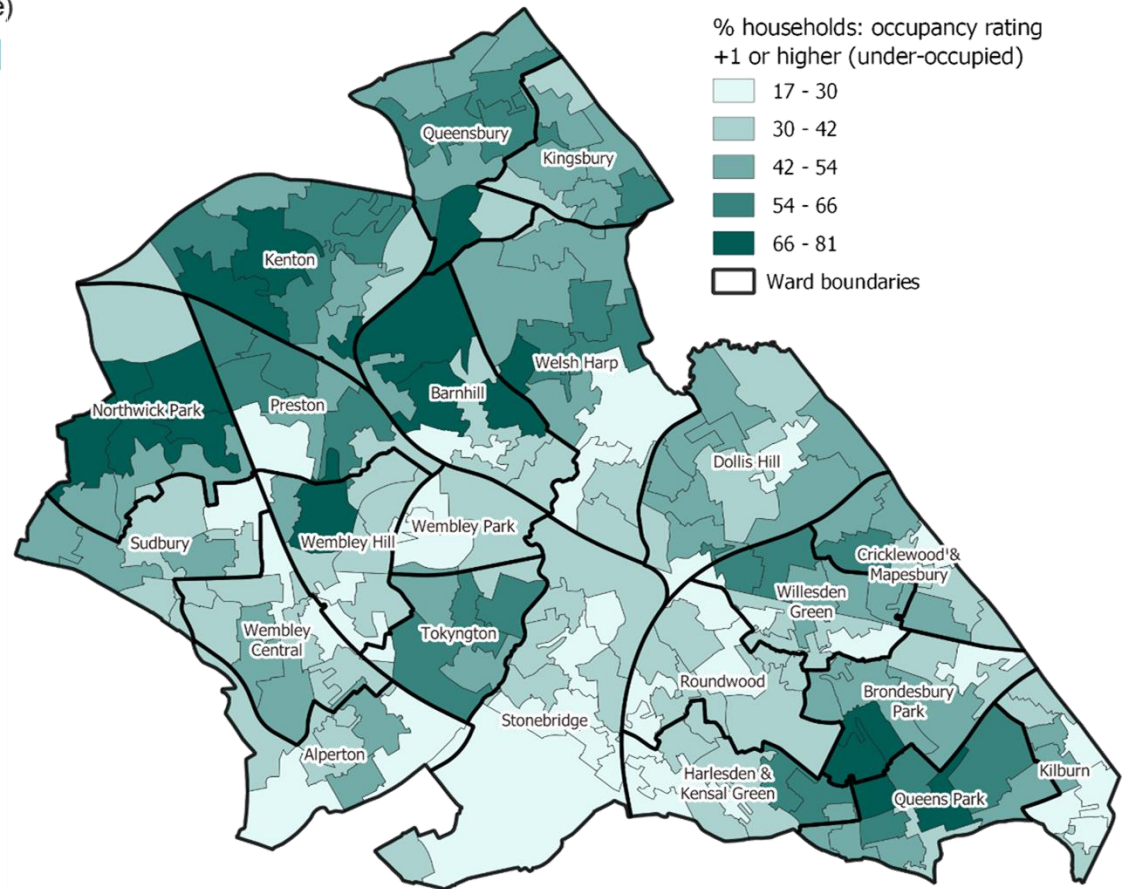 e)
% households: occupancy rating
+1 or higher (under-occupied)
17 - 30
30 - 42
42 - 54
54 - 66
66 - 81
Ward boundaries
Queensbury
Kingsbury
Kenton
Welsh Harp
Barnhill
Northwick Park
Preston
Dollis Hill
Wembley Park
Sudbury
Wembley Hill
Cricklewood &
Mapesbury
Willesden
Green
Tokyngton
Wembley
Central
Roundwood
Brondesbury
Park
Stonebridge
Alperton
Harlesden &
Kensal Green
Kilburn
Queens Park